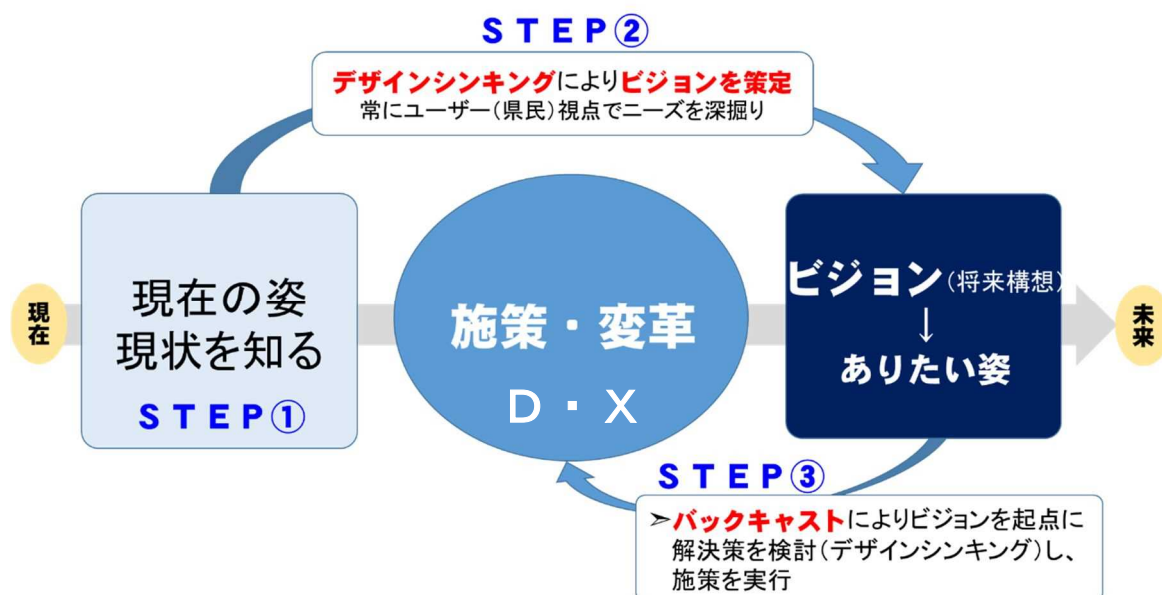 STEP②
デザインシンキングによりビジョンを策定
常にユーザー（県民）視点でニーズを深掘り
現在
現在の姿
現状を知る
STEP①
施策・変革
D・X
ビジョン（将来構想）
↓
ありたい姿
未来
STEP③
➢バックキャストによりビジョンを起点に
解決策を検討（デザインシンキング）し、
施策を実行